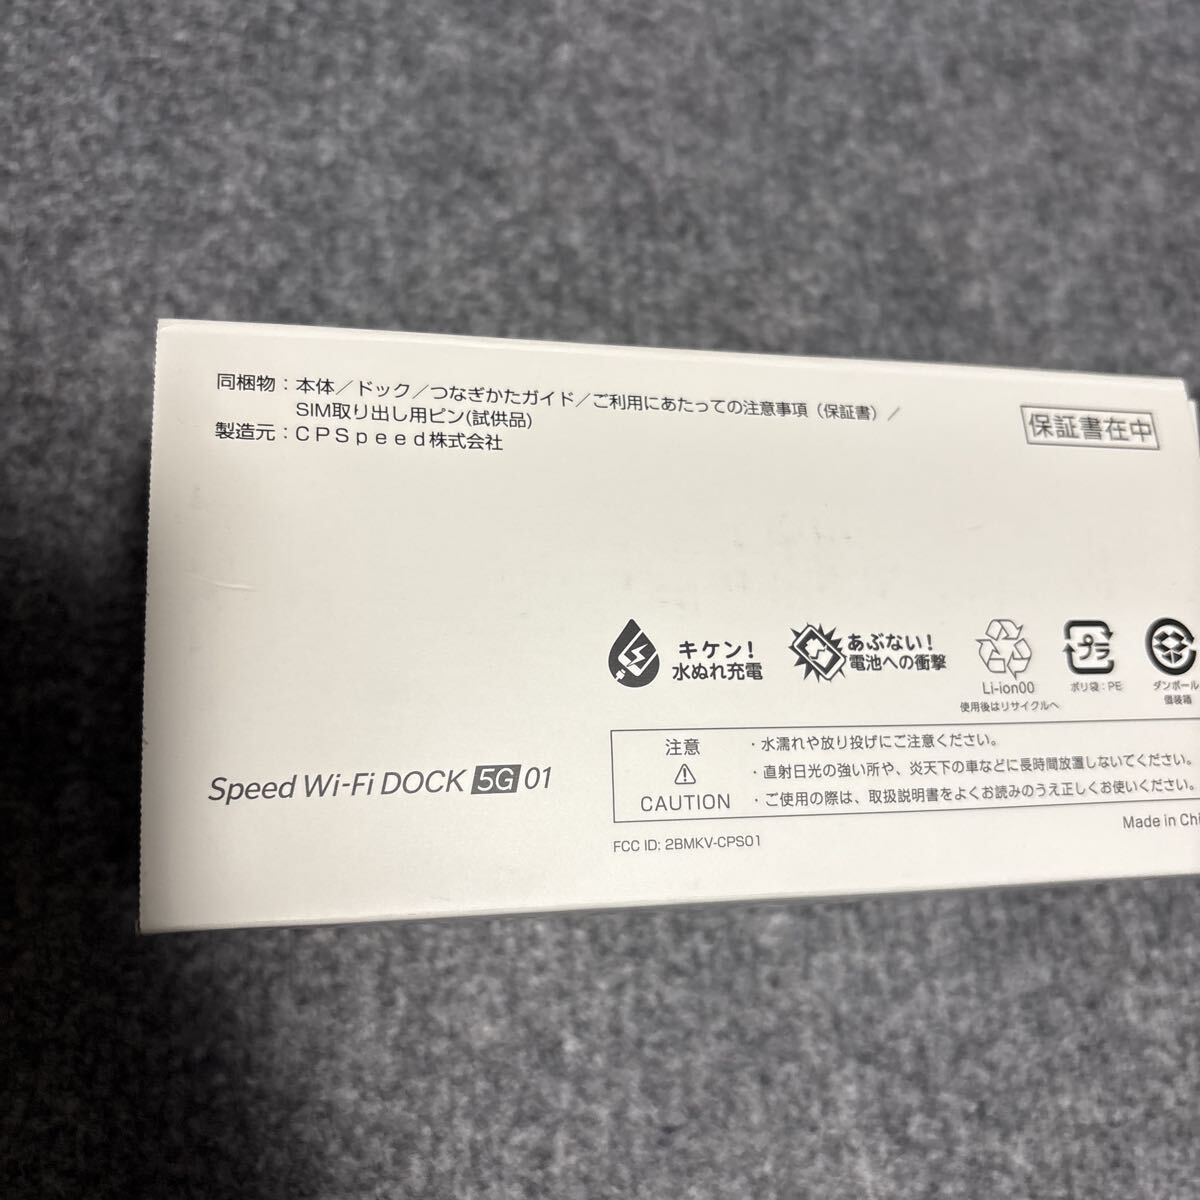 同梱物：本体／ドック／つなぎかたガイド／ご利用にあたっての注意事項（保証書）／
SIM取り出し用ピン(試供品)
製造元：ＣＰＳｐｅｅｄ株式会社
保証書在中
キケン！
水ぬれ充電
あぶない！
電池への衝撃
Li-ion00
使用後はリサイクルへ
プラ
ポリ袋：PE
ダンボール
個装箱
注意
CAUTION
・水濡れや放り投げにご注意ください。
・直射日光の強い所や、炎天下の車などに長時間放置しないでください。
・ご使用の際は、取扱説明書をよくお読みのうえ正しくお使いください。
Speed Wi-Fi DOCK 5G 01
FCC ID: 2BMKV-CPS01
Made in Chi